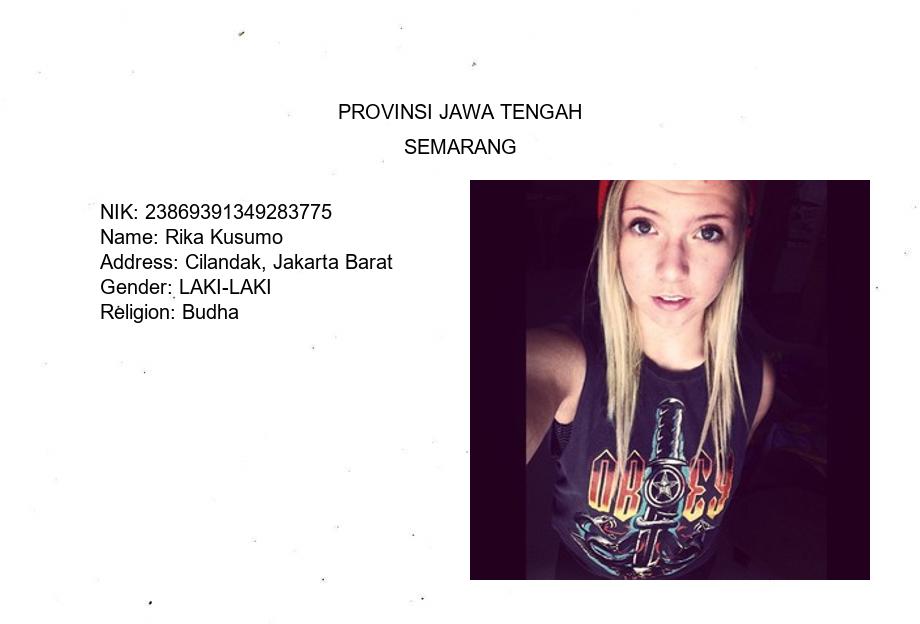 PROVINSI JAWA TENGAH
SEMARANG
NIK: 23869391349283775
Name: Rika Kusumo
Address: Cilandak, Jakarta Barat
Gender: LAKI-LAKI
Religion: Budha
OBEY